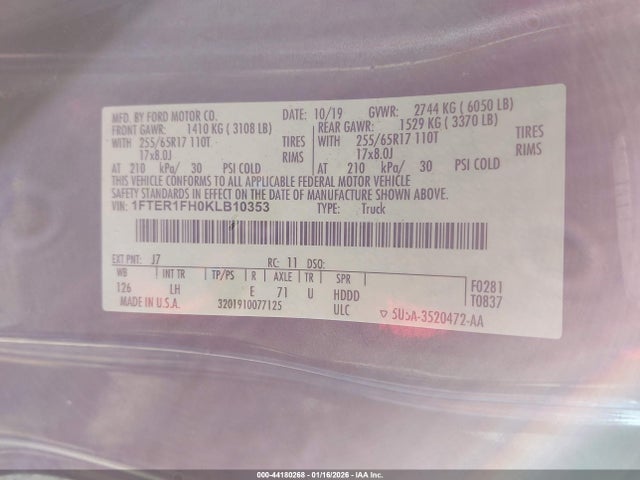 MFD. BY FORD MOTOR CO. DATE: 10/19 GVWR: 2744 KG ( 6050 LB)
FRONT GAWR: 1410 KG ( 3108 LB) REAR GAWR: 1529 KG ( 3370 LB)
WITH 255/65R17 110T TIRES WITH 255/65R17 110T TIRES
17x8.0J RIMS 17x8.0J RIMS
AT 210 kPa/ 30 PSI COLD AT 210 kPa/ 30 PSI COLD
THIS VEHICLE CONFORMS TO ALL APPLICABLE FEDERAL MOTOR VEHICLE
SAFETY STANDARDS IN EFFECT ON THE DATE OF MANUFACTURE SHOWN ABOVE.
VIN: 1FTER1FH0KLB10353 TYPE: Truck
EXT PNT: J7 RC: 11 DSO:
WB INT TR TP/PS R AXLE TR SPR
126 LH E 71 U HDDD F0281
ULC T0837
MADE IN U.S.A. 3201910077125 ▽ 5U5A-3520472-AA
000-44180268 - 01/16/2026 - IAA Inc.